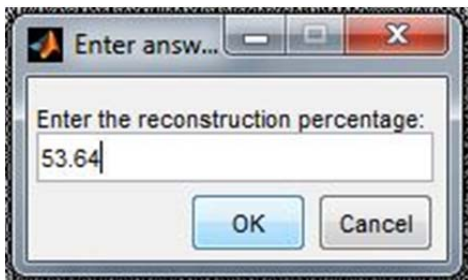 Enter answ...
Enter the reconstruction percentage:
53.64
OK Cancel